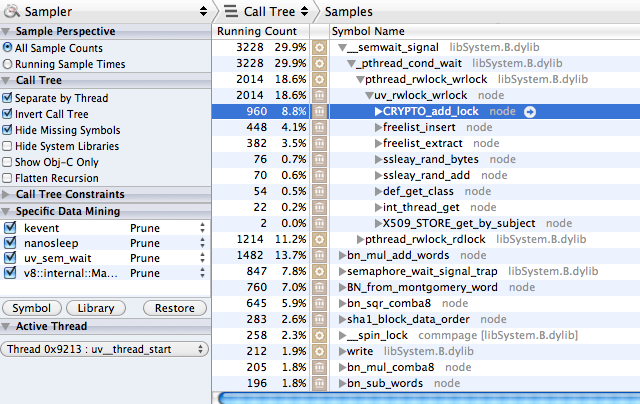 Sampler
Call Tree
Samples
Sample Perspective
All Sample Counts
Running Sample Times
Call Tree
Separate by Thread
Invert Call Tree
Hide Missing Symbols
Hide System Libraries
Show Obj-C Only
Flatten Recursion
Call Tree Constraints
Specific Data Mining
kevent Prune
nanosleep Prune
uv_sem_wait Prune
v8::internal::Ma... Prune
Symbol Library Restore
Active Thread
Thread 0x9213 : uv__thread_start
Running Count Symbol Name
3228 29.9% __semwait_signal libSystem.B.dylib
3228 29.9% _pthread_cond_wait libSystem.B.dylib
2014 18.6% pthread_rwlock_wrlock libSystem.B.dylib
2014 18.6% uv_rwlock_wrlock node
960 8.8% CRYPTO_add_lock node
448 4.1% freelist_insert node
382 3.5% freelist_extract node
76 0.7% ssleay_rand_bytes node
70 0.6% ssleay_rand_add node
54 0.5% def_get_class node
22 0.2% int_thread_get node
2 0.0% X509_STORE_get_by_subject node
1214 11.2% pthread_rwlock_rdlock libSystem.B.dylib
1482 13.7% bn_mul_add_words node
847 7.8% semaphore_wait_signal_trap libSystem.B.dylib
760 7.0% BN_from_montgomery_word node
645 5.9% bn_sqr_comba8 node
283 2.6% sha1_block_data_order node
258 2.3% __spin_lock commpage [libSystem.B.dylib]
212 1.9% write libSystem.B.dylib
205 1.8% bn_mul_comba8 node
196 1.8% bn_sub_words node